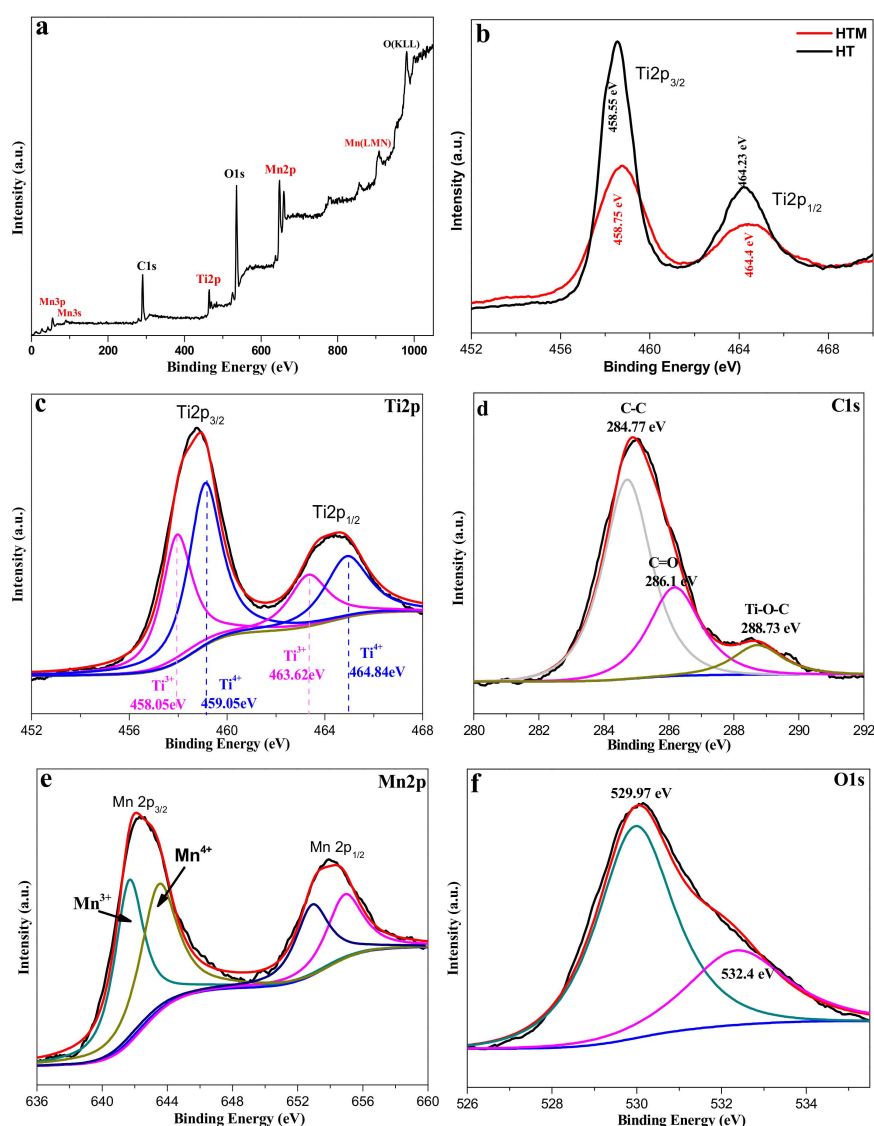 a
O(KLL)
Mn(LMN)
O1s
Mn2p
C1s
Ti2p
Mn3p
Mn3s
Intensity (a.u.)
0 200 400 600 800 1000
Binding Energy (eV)
b
HTM
HT
Ti2p3/2
458.55 eV
458.75 eV
464.23 eV
Ti2p1/2
464.4 eV
Intensity (a.u.)
452 456 460 464 468
Binding Energy (eV)
c
Ti2p
Ti2p3/2
Ti2p1/2
Ti3+
458.05eV
Ti4+
459.05eV
Ti3+
463.62eV
Ti4+
464.84eV
Intensity (a.u.)
452 456 460 464 468
Binding Energy (eV)
d
C1s
C-C
284.77 eV
C=O
286.1 eV
Ti-O-C
288.73 eV
Intensity (a.u.)
280 282 284 286 288 290 292
Binding Energy (eV)
e
Mn2p
Mn 2p3/2
Mn4+
Mn3+
Mn 2p1/2
Intensity (a.u.)
636 640 644 648 652 656 660
Binding Energy (eV)
f
O1s
529.97 eV
532.4 eV
Intensity (a.u.)
526 528 530 532 534
Binding Energy (eV)